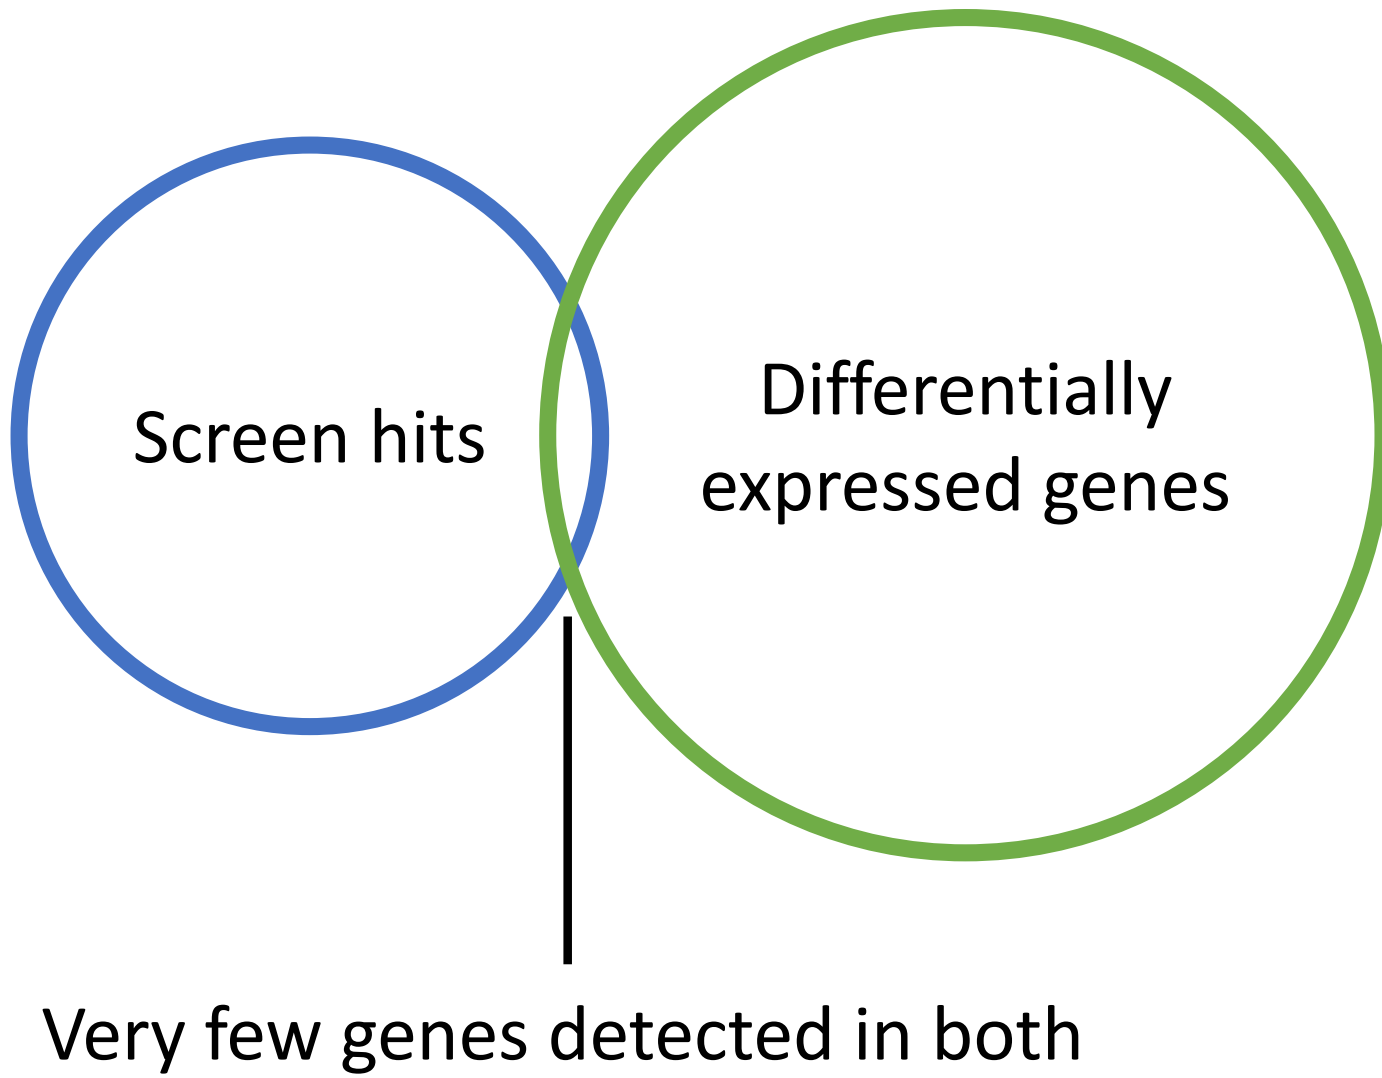 Screen hits
Differentially
expressed genes
Very few genes detected in both